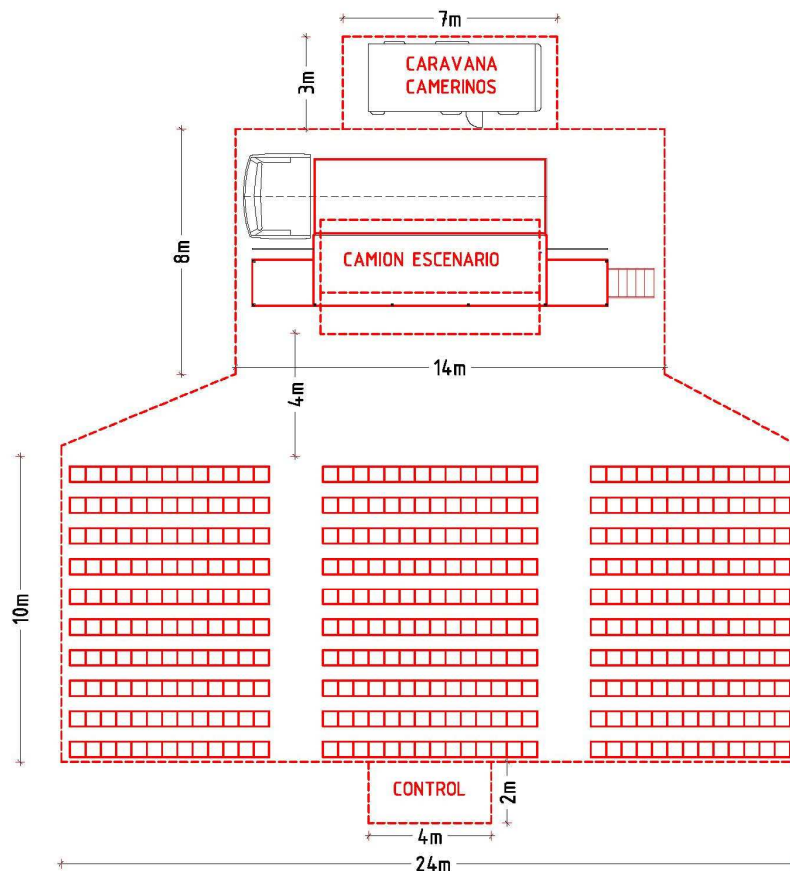 7m
3m
CARAVANA
CAMERINOS
8m
CAMION ESCENARIO
14m
4m
10m
CONTROL
2m
4m
24m